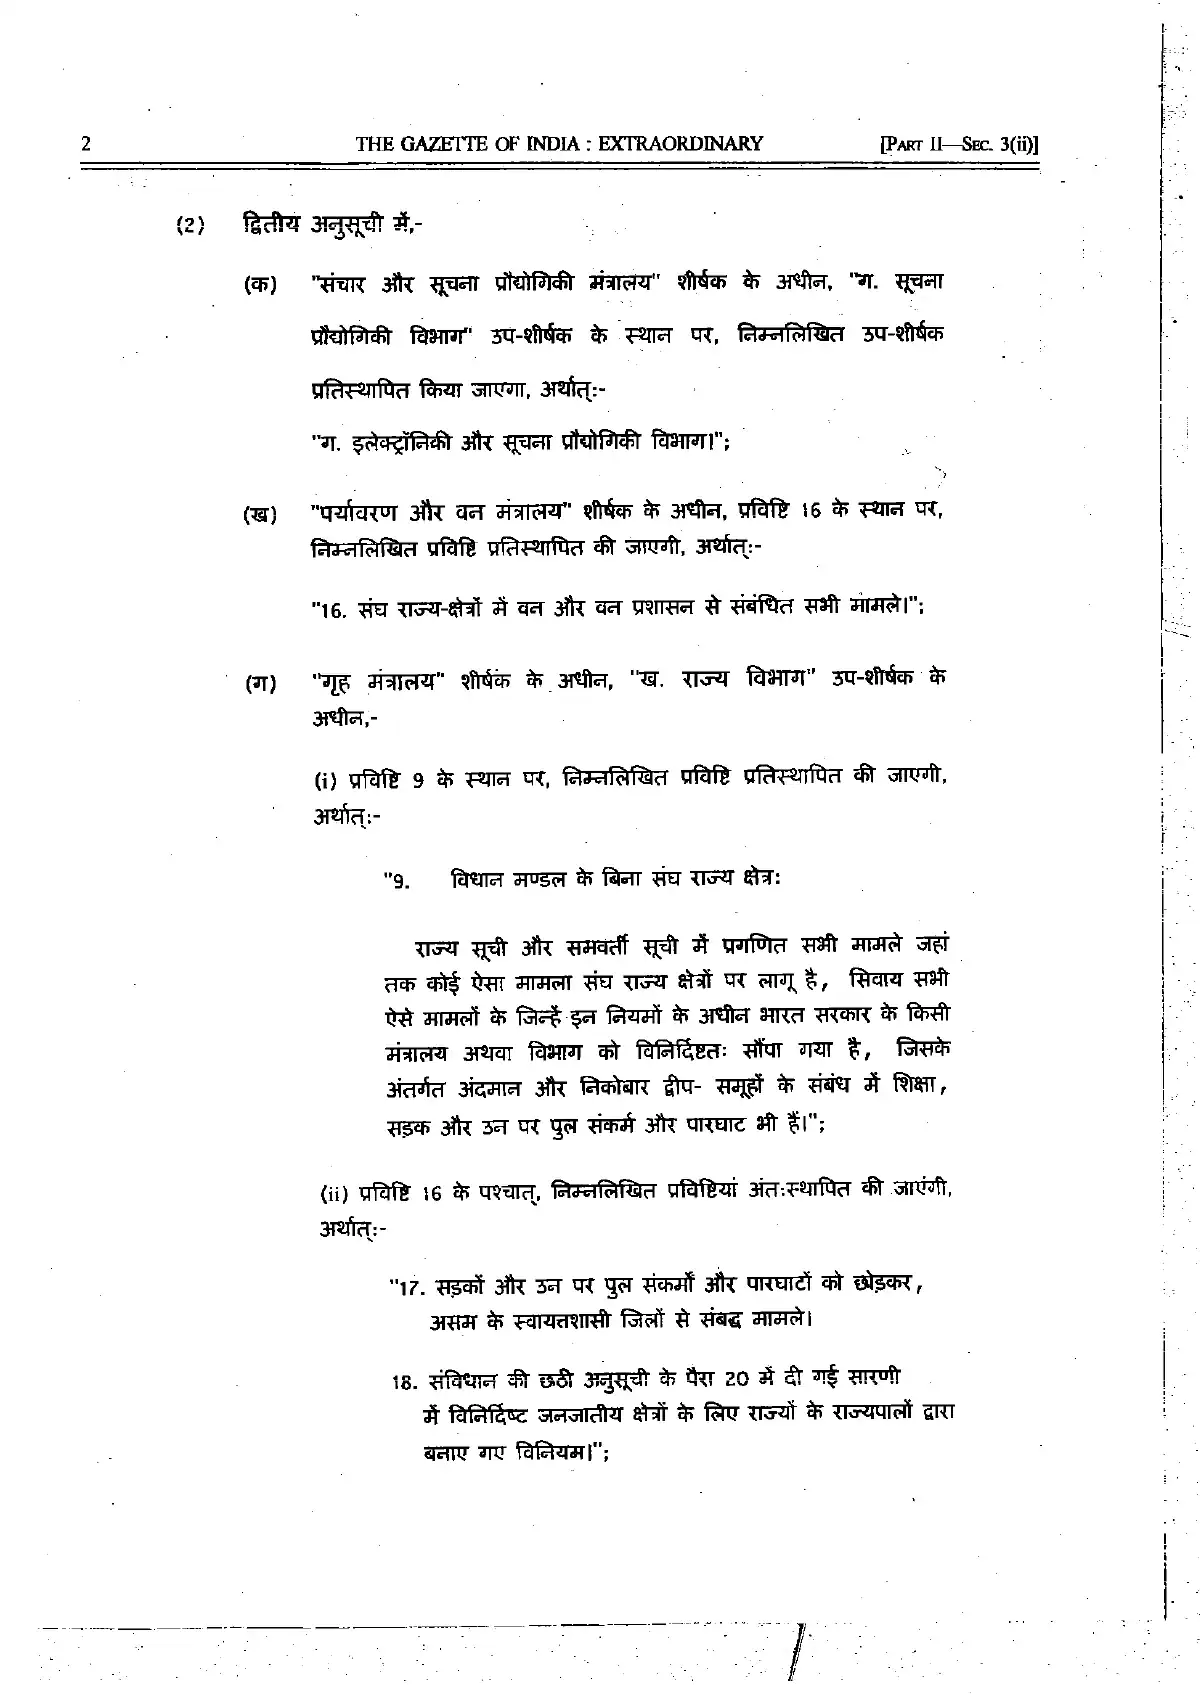 2 THE GAZETTE OF INDIA : EXTRAORDINARY [PART II—SEC. 3(ii)]
(2) द्वितीय अनुसूची में,-
(क) "संचार और सूचना प्रौद्योगिकी मंत्रालय" शीर्षक के अधीन, "ग. सूचना
प्रौद्योगिकी विभाग" उप-शीर्षक के स्थान पर, निम्नलिखित उप-शीर्षक
प्रतिस्थापित किया जाएगा, अर्थात्:-
"ग. इलेक्ट्रॉनिकी और सूचना प्रौद्योगिकी विभाग।";
(ख) "पर्यावरण और वन मंत्रालय" शीर्षक के अधीन, प्रविष्टि 16 के स्थान पर,
निम्नलिखित प्रविष्टि प्रतिस्थापित की जाएगी, अर्थात्:-
"16. संघ राज्य-क्षेत्रों में वन और वन प्रशासन से संबंधित सभी मामले।";
(ग) "गृह मंत्रालय" शीर्षक के अधीन, "ख. राज्य विभाग" उप-शीर्षक के
अधीन,-
(i) प्रविष्टि 9 के स्थान पर, निम्नलिखित प्रविष्टि प्रतिस्थापित की जाएगी,
अर्थात्:-
"9. विधान मण्डल के बिना संघ राज्य क्षेत्र:
राज्य सूची और समवर्ती सूची में प्रगणित सभी मामले जहां
तक कोई ऐसा मामला संघ राज्य क्षेत्रों पर लागू है, सिवाय सभी
ऐसे मामलों के जिन्हें इन नियमों के अधीन भारत सरकार के किसी
मंत्रालय अथवा विभाग को विनिर्दिष्टतः सौंपा गया है, जिसके
अंतर्गत अंदमान और निकोबार द्वीप- समूहों के संबंध में शिक्षा,
सड़क और उन पर पुल संकर्म और पारघाट भी हैं।";
(ii) प्रविष्टि 16 के पश्चात्, निम्नलिखित प्रविष्टियां अंतःस्थापित की जाएंगी,
अर्थात्:-
"17. सड़कों और उन पर पुल संकर्मों और पारघाटों को छोड़कर,
असम के स्वायत्तशासी जिलों से संबद्ध मामले।
18. संविधान की छठी अनुसूची के पैरा 20 में दी गई सारणी
में विनिर्दिष्ट जनजातीय क्षेत्रों के लिए राज्यों के राज्यपालों द्वारा
बनाए गए विनियम।";